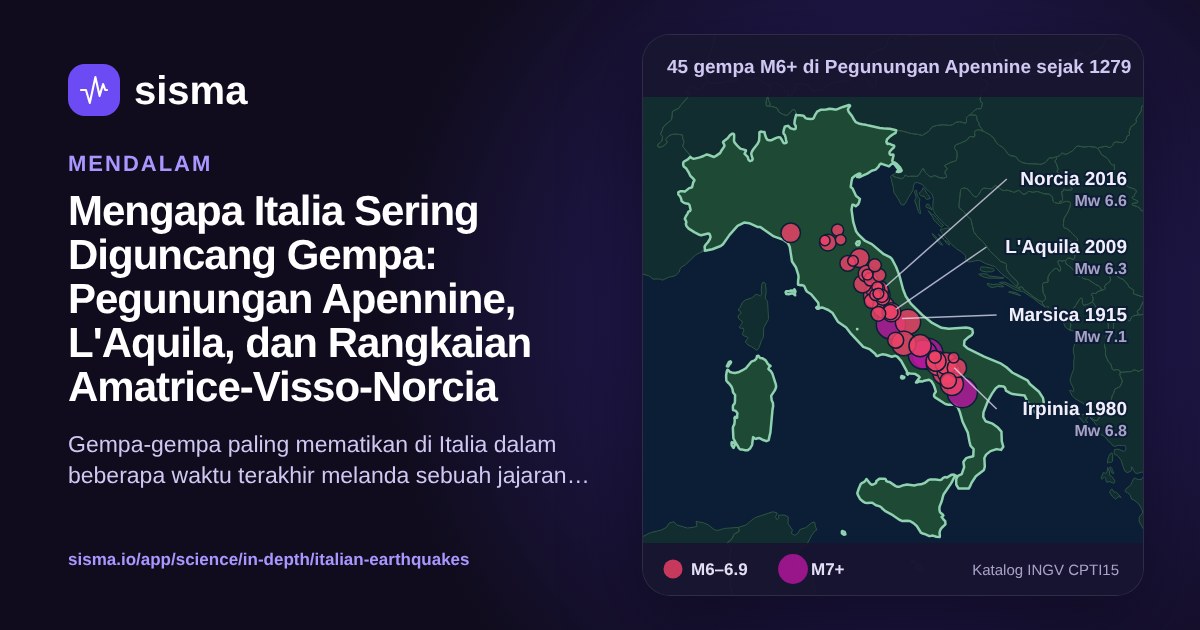 sisma
MENDALAM
Mengapa Italia Sering
Diguncang Gempa:
Pegunungan Apennine,
L'Aquila, dan Rangkaian
Amatrice-Visso-Norcia
Gempa-gempa paling mematikan di Italia dalam
beberapa waktu terakhir melanda sebuah jajaran…
sisma.io/app/science/in-depth/italian-earthquakes
45 gempa M6+ di Pegunungan Apennine sejak 1279
Norcia 2016
Mw 6.6
L'Aquila 2009
Mw 6.3
Marsica 1915
Mw 7.1
Irpinia 1980
Mw 6.8
M6–6.9
M7+
Katalog INGV CPTI15